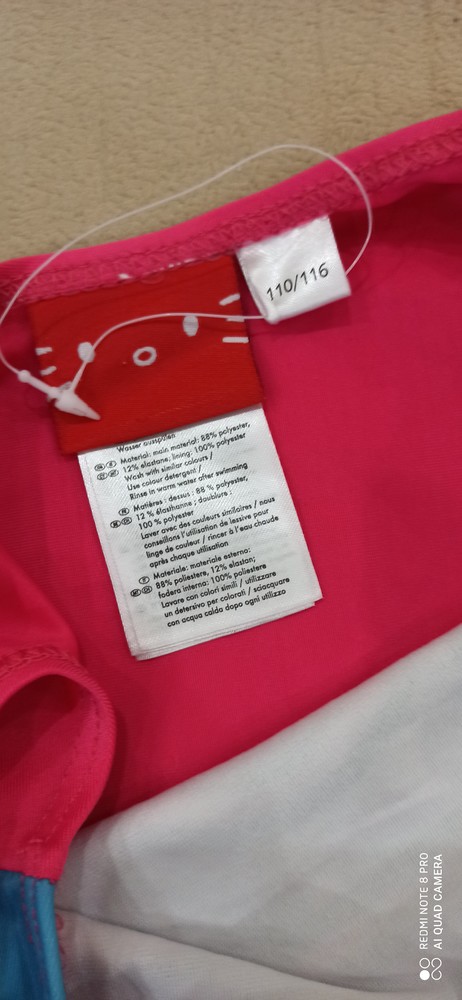 110/116
Wasser ausspülen
Material: main material: 88% polyester,
12% elastane; lining: 100% polyester
Wash with similar colours /
Use colour detergent /
Rinse in warm water after swimming
Matières : dessus : 88 % polyester,
12 % élasthanne ; doublure :
100 % polyester
Laver avec des couleurs similaires / nous
conseillons l'utilisation de lessive pour
linge de couleur / rincer à l'eau chaude
après chaque utilisation
Materiale: materiale esterno:
88% poliestere, 12% elastan;
fodera interna: 100% poliestere
Lavare con colori simili / utilizzare
un detersivo per colorati / sciacquare
con acqua calda dopo ogni utilizzo
REDMI NOTE 8 PRO
AI QUAD CAMERA